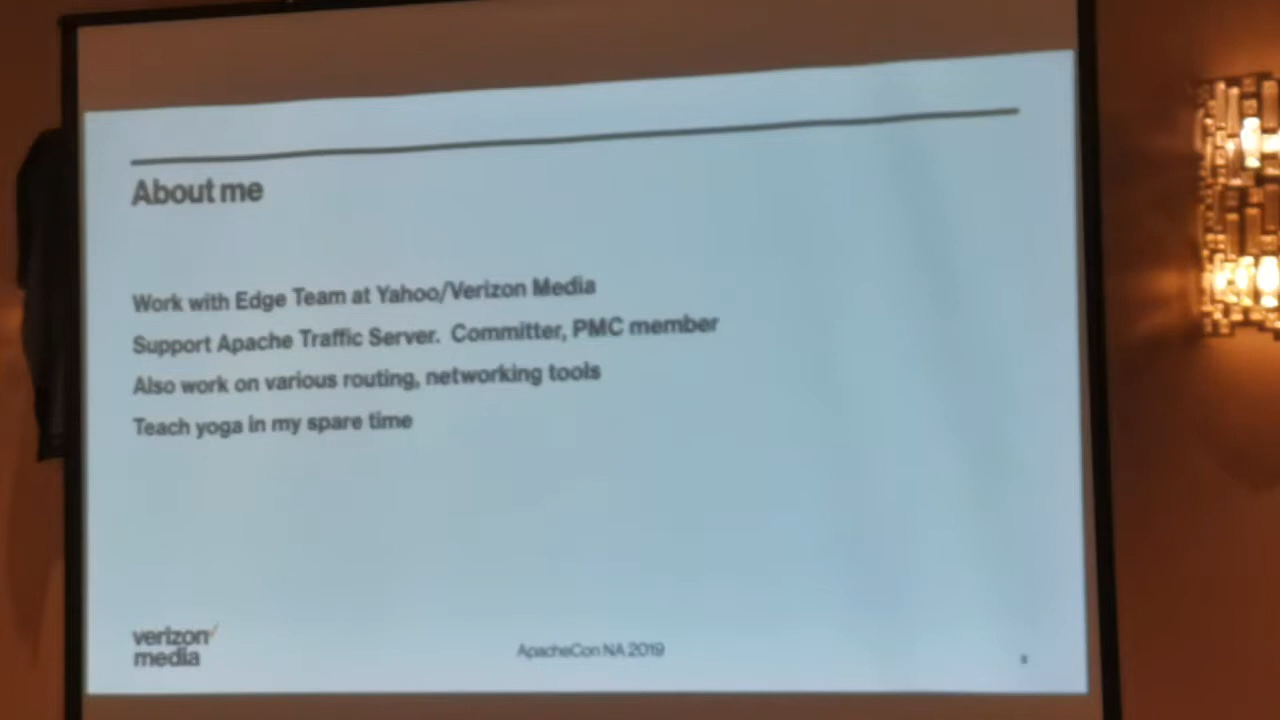 About me
Work with Edge Team at Yahoo/Verizon Media
Support Apache Traffic Server. Committer, PMC member
Also work on various routing, networking tools
Teach yoga in my spare time
verizon
media
ApacheCon NA 2019